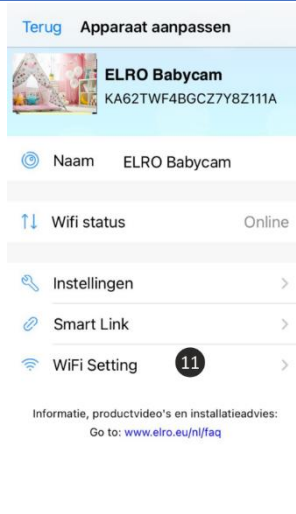 Terug Apparaat aanpassen
ELRO Babycam
KA62TWF4BGCZ7Y8Z111A
Naam ELRO Babycam
Wifi status Online
Instellingen
Smart Link
WiFi Setting 11
Informatie, productvideo's en installatieadvies:
Go to: www.elro.eu/nl/faq